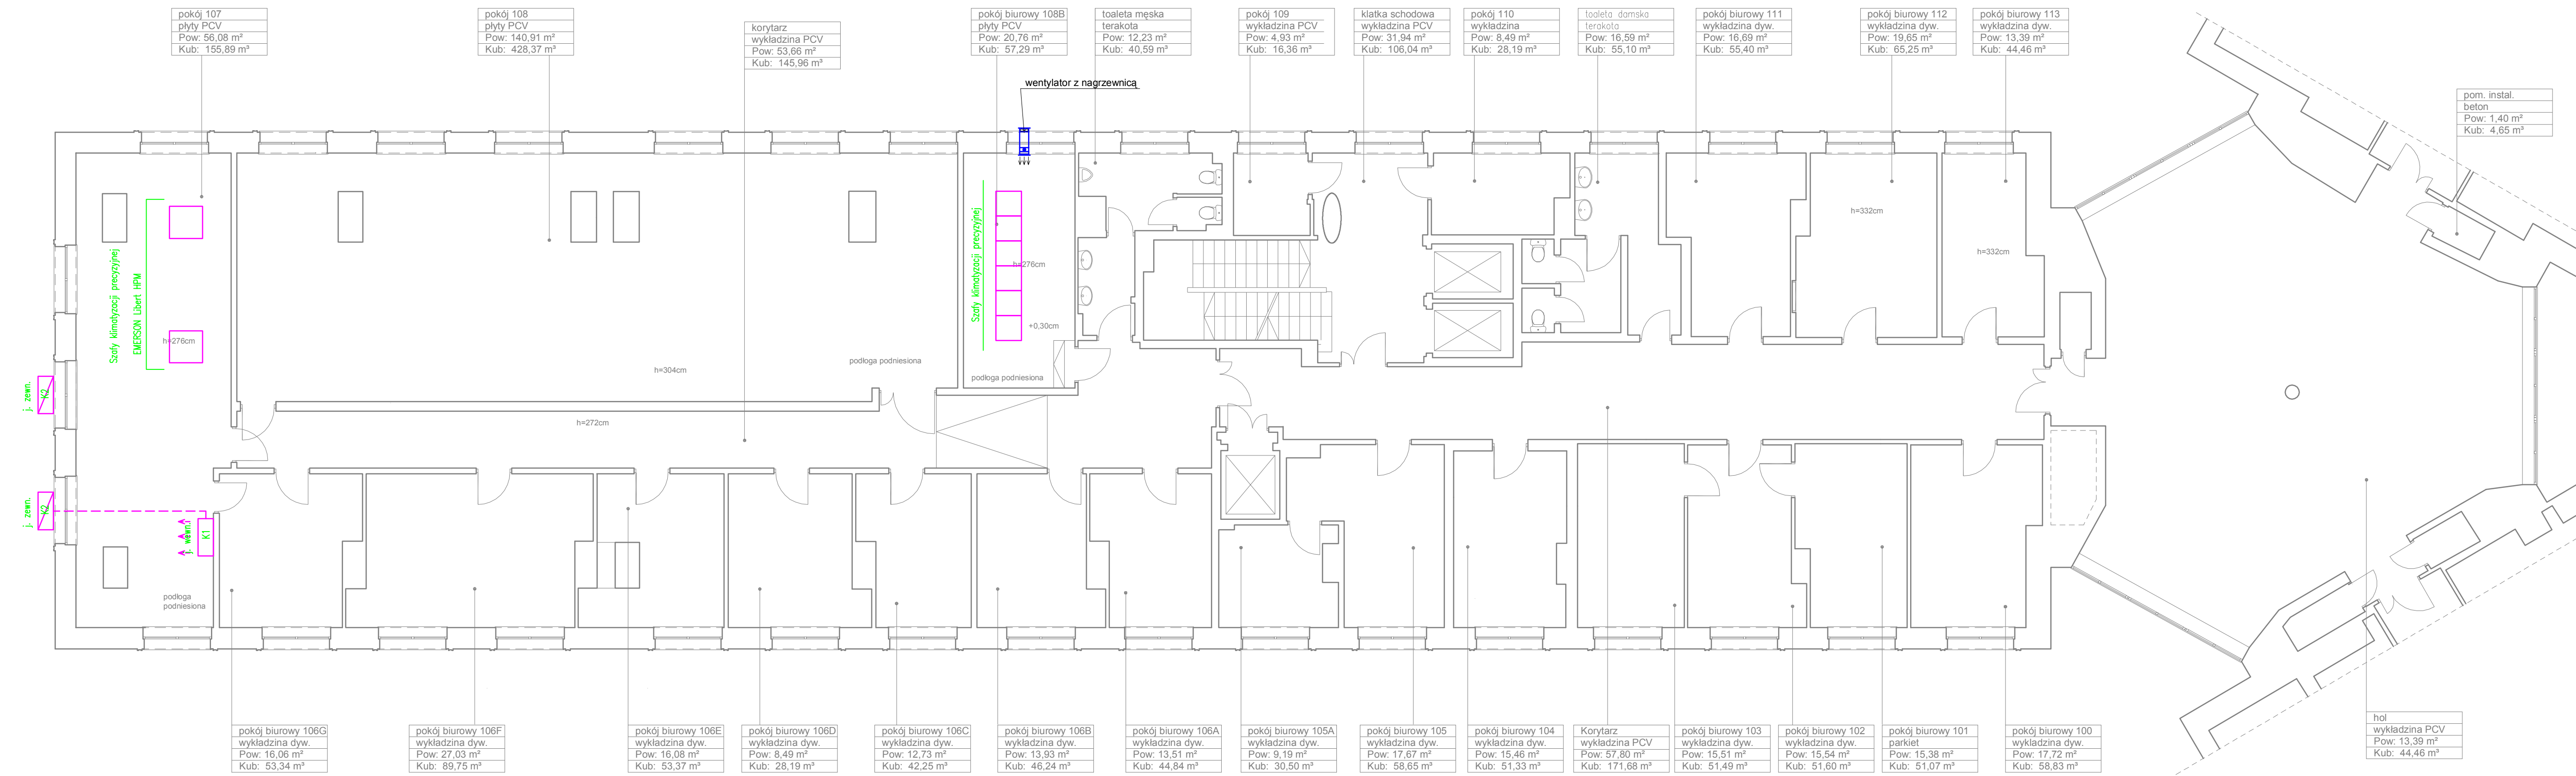 pokój 107
płyty PCV
Pow: 56,08 m²
Kub: 155,89 m³
pokój 108
płyty PCV
Pow: 140,91 m²
Kub: 428,37 m³
korytarz
wykładzina PCV
Pow: 53,66 m²
Kub: 145,96 m³
pokój biurowy 108B
płyty PCV
Pow: 20,76 m²
Kub: 57,29 m³
toaleta męska
terakota
Pow: 12,23 m²
Kub: 40,59 m³
pokój 109
wykładzina PCV
Pow: 4,93 m²
Kub: 16,36 m³
klatka schodowa
wykładzina PCV
Pow: 31,94 m²
Kub: 106,04 m³
pokój 110
wykładzina
Pow: 8,49 m²
Kub: 28,19 m³
toaleta damska
terakota
Pow: 16,59 m²
Kub: 55,10 m³
pokój biurowy 111
wykładzina dyw.
Pow: 16,69 m²
Kub: 55,40 m³
pokój biurowy 112
wykładzina dyw.
Pow: 19,65 m²
Kub: 65,25 m³
pokój biurowy 113
wykładzina dyw.
Pow: 13,39 m²
Kub: 44,46 m³
pom. instal.
beton
Pow: 1,40 m²
Kub: 4,65 m³
wentylator z nagrzewnicą
Szafy klimatyzacji precyzyjnej
EMERSON Libert HPM
h=276cm
Szafy klimatyzacji precyzyjnej
h=276cm
+0,30cm
h=332cm
h=332cm
podłoga podniesiona
podłoga podniesiona
h=304cm
h=272cm
j. zewn.
K2
j. zewn.
K2
j. wewn.
K1
podłoga
podniesiona
pokój biurowy 106G
wykładzina dyw.
Pow: 16,06 m²
Kub: 53,34 m³
pokój biurowy 106F
wykładzina dyw.
Pow: 27,03 m²
Kub: 89,75 m³
pokój biurowy 106E
wykładzina dyw.
Pow: 16,08 m²
Kub: 53,37 m³
pokój biurowy 106D
wykładzina dyw.
Pow: 8,49 m²
Kub: 28,19 m³
pokój biurowy 106C
wykładzina dyw.
Pow: 12,73 m²
Kub: 42,25 m³
pokój biurowy 106B
wykładzina dyw.
Pow: 13,93 m²
Kub: 46,24 m³
pokój biurowy 106A
wykładzina dyw.
Pow: 13,51 m²
Kub: 44,84 m³
pokój biurowy 105A
wykładzina dyw.
Pow: 9,19 m²
Kub: 30,50 m³
pokój biurowy 105
wykładzina dyw.
Pow: 17,67 m²
Kub: 58,65 m³
pokój biurowy 104
wykładzina dyw.
Pow: 15,46 m²
Kub: 51,33 m³
Korytarz
wykładzina PCV
Pow: 57,80 m²
Kub: 171,68 m³
pokój biurowy 103
wykładzina dyw.
Pow: 15,51 m²
Kub: 51,49 m³
pokój biurowy 102
wykładzina dyw.
Pow: 15,54 m²
Kub: 51,60 m³
pokój biurowy 101
parkiet
Pow: 15,38 m²
Kub: 51,07 m³
pokój biurowy 100
wykladzina dyw.
Pow: 17,72 m²
Kub: 58,83 m³
hol
wykładzina PCV
Pow: 13,39 m²
Kub: 44,46 m³